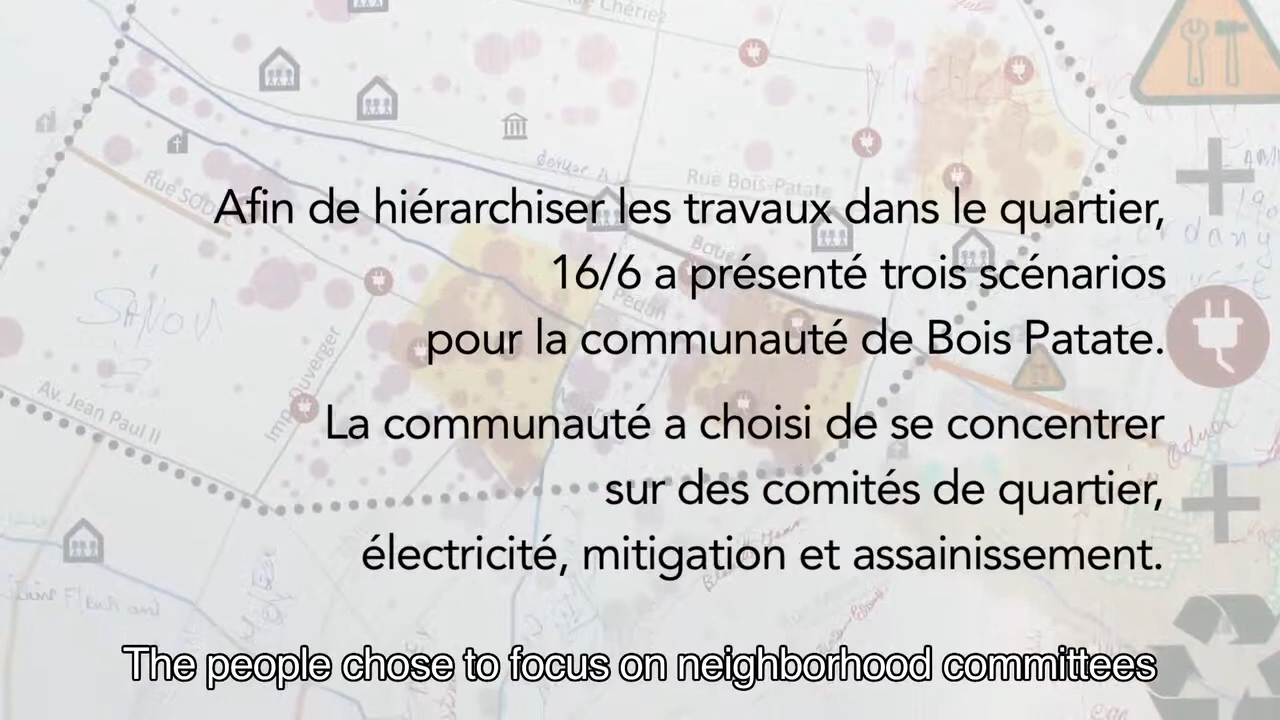 Chériez
Rue Bois-Patate
Afin de hiérarchiser les travaux dans le quartier,
16/6 a présenté trois scénarios
pour la communauté de Bois Patate.
SANON
Av. Jean Paul II
La communauté a choisi de se concentrer
sur des comités de quartier,
électricité, mitigation et assainissement.
The people chose to focus on neighborhood committees